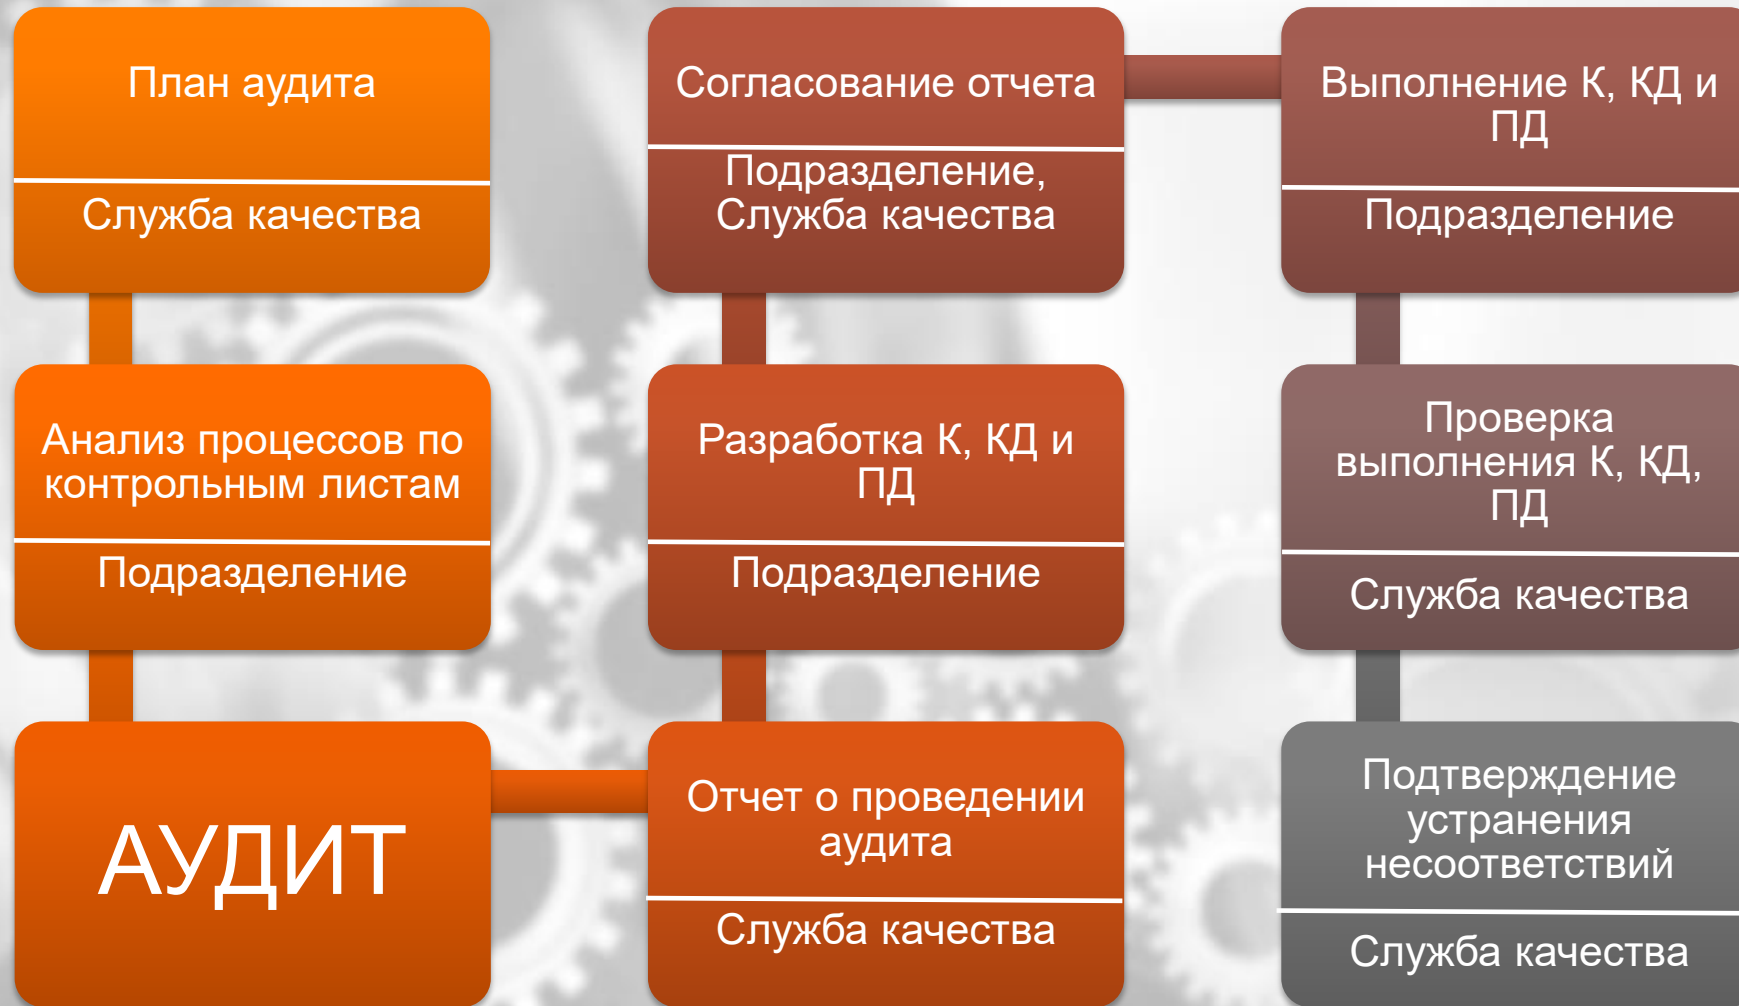 План аудита
Служба качества
Анализ процессов по
контрольным листам
Подразделение
АУДИТ
Отчет о проведении
аудита
Служба качества
Разработка К, КД и
ПД
Подразделение
Согласование отчета
Подразделение,
Служба качества
Выполнение К, КД и
ПД
Подразделение
Проверка
выполнения К, КД,
ПД
Служба качества
Подтверждение
устранения
несоответствий
Служба качества